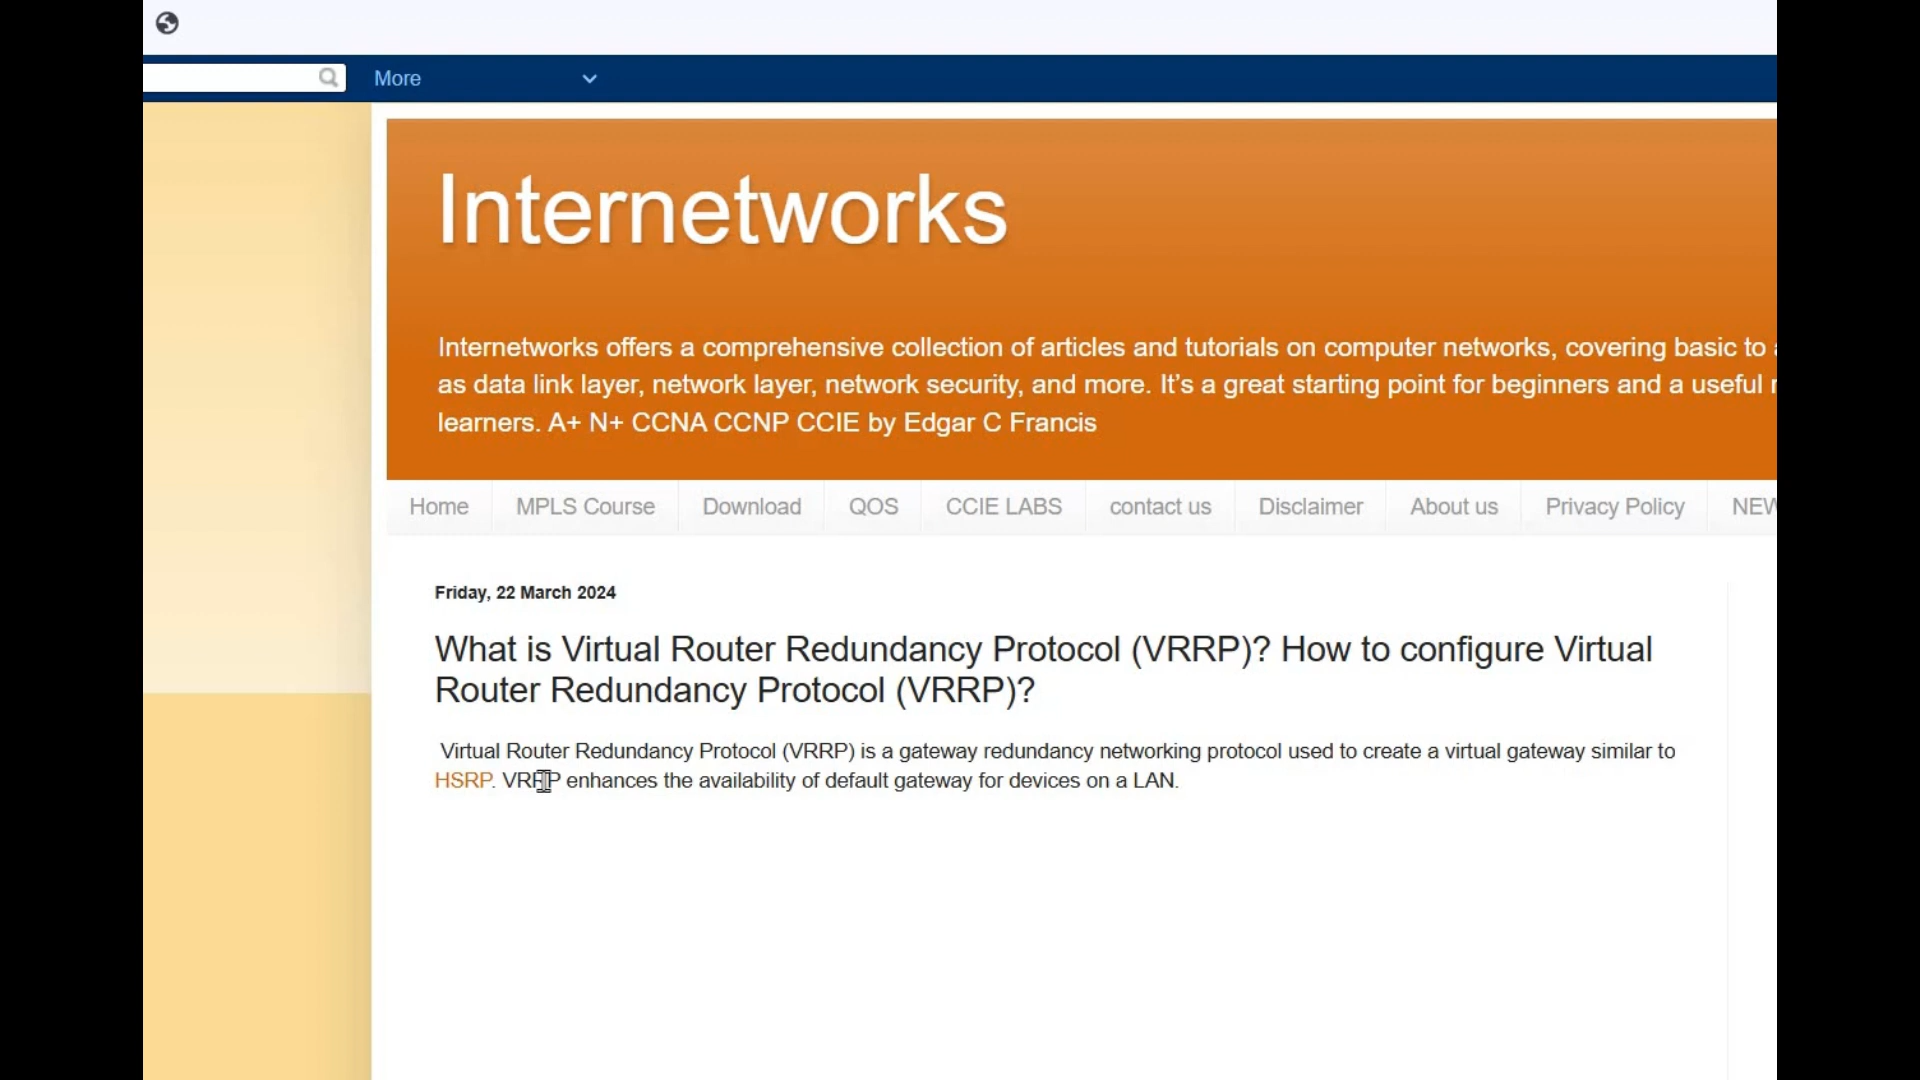 More
Internetworks
Internetworks offers a comprehensive collection of articles and tutorials on computer networks, covering basic to
as data link layer, network layer, network security, and more. It's a great starting point for beginners and a useful
learners. A+ N+ CCNA CCNP CCIE by Edgar C Francis
Home MPLS Course Download QOS CCIE LABS contact us Disclaimer About us Privacy Policy
Friday, 22 March 2024
What is Virtual Router Redundancy Protocol (VRRP)? How to configure Virtual
Router Redundancy Protocol (VRRP)?
Virtual Router Redundancy Protocol (VRRP) is a gateway redundancy networking protocol used to create a virtual gateway similar to
HSRP. VRRP enhances the availability of default gateway for devices on a LAN.